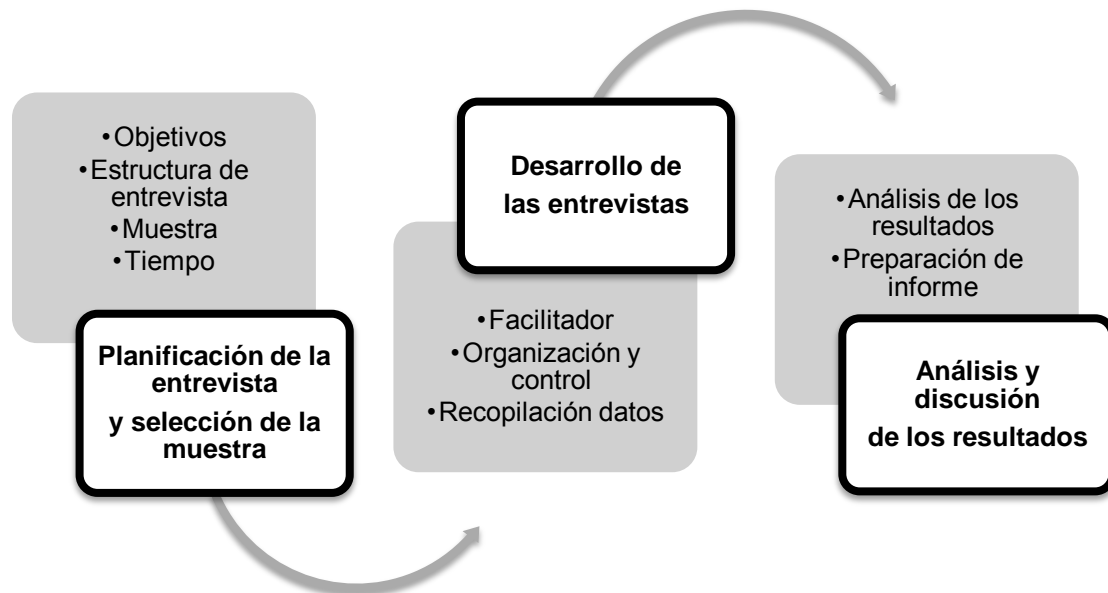 •Objetivos
•Estructura de
entrevista
•Muestra
•Tiempo
Planificación de la
entrevista
y selección de la
muestra
Desarrollo de
las entrevistas
•Facilitador
•Organización y
control
•Recopilación datos
•Análisis de los
resultados
•Preparación de
informe
Análisis y
discusión
de los resultados